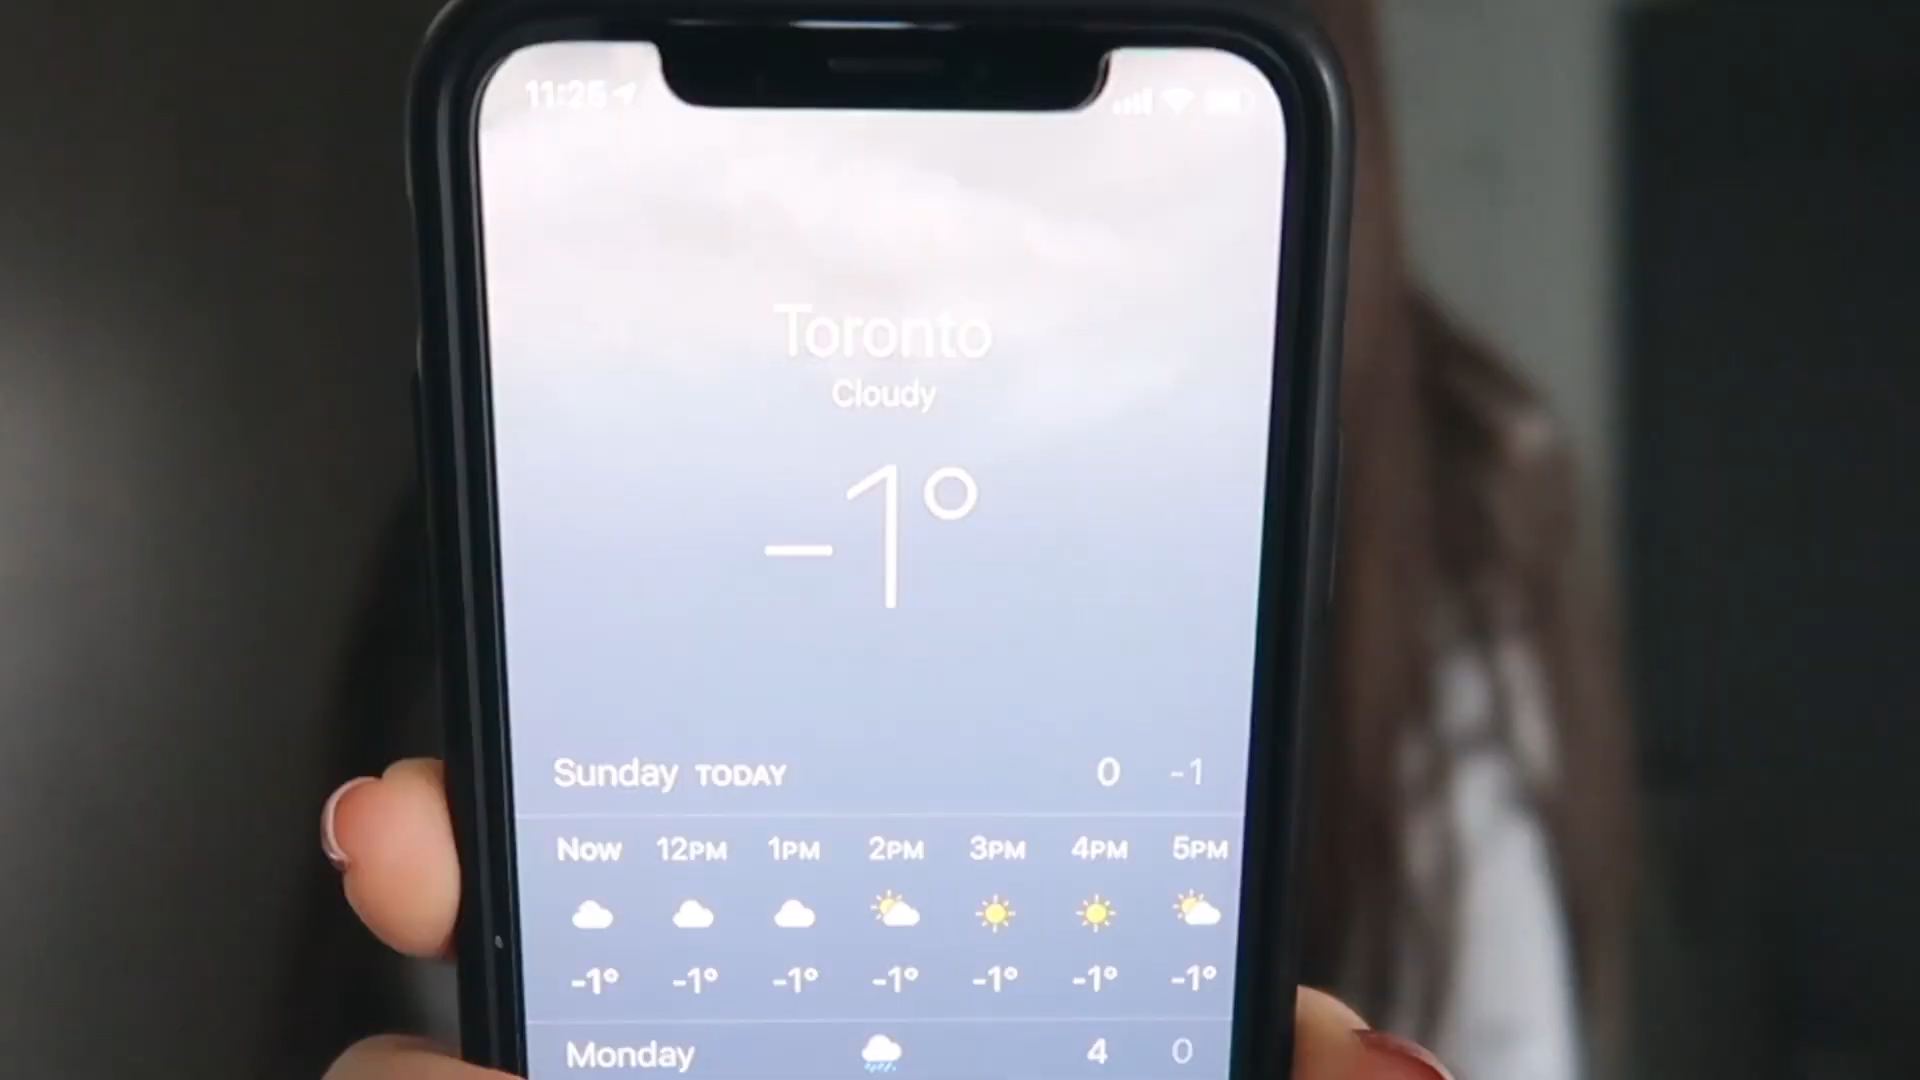 11:25
Toronto
Cloudy
-1°
Sunday TODAY 0 -1
Now 12PM 1PM 2PM 3PM 4PM 5PM
-1° -1° -1° -1° -1° -1° -1°
Monday 4 0